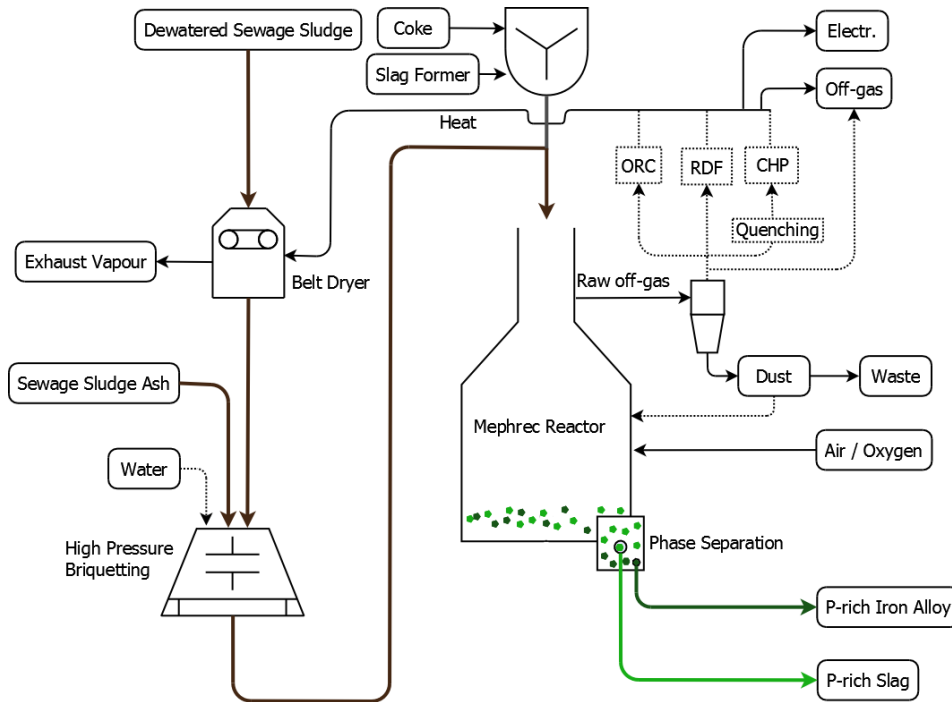 Dewatered Sewage Sludge
Coke
Slag Former
Electr.
Off-gas
Heat
ORC
RDF
CHP
Quenching
Exhaust Vapour
Belt Dryer
Raw off-gas
Sewage Sludge Ash
Dust
Waste
Mephrec Reactor
Air / Oxygen
Water
High Pressure
Briquetting
Phase Separation
P-rich Iron Alloy
P-rich Slag